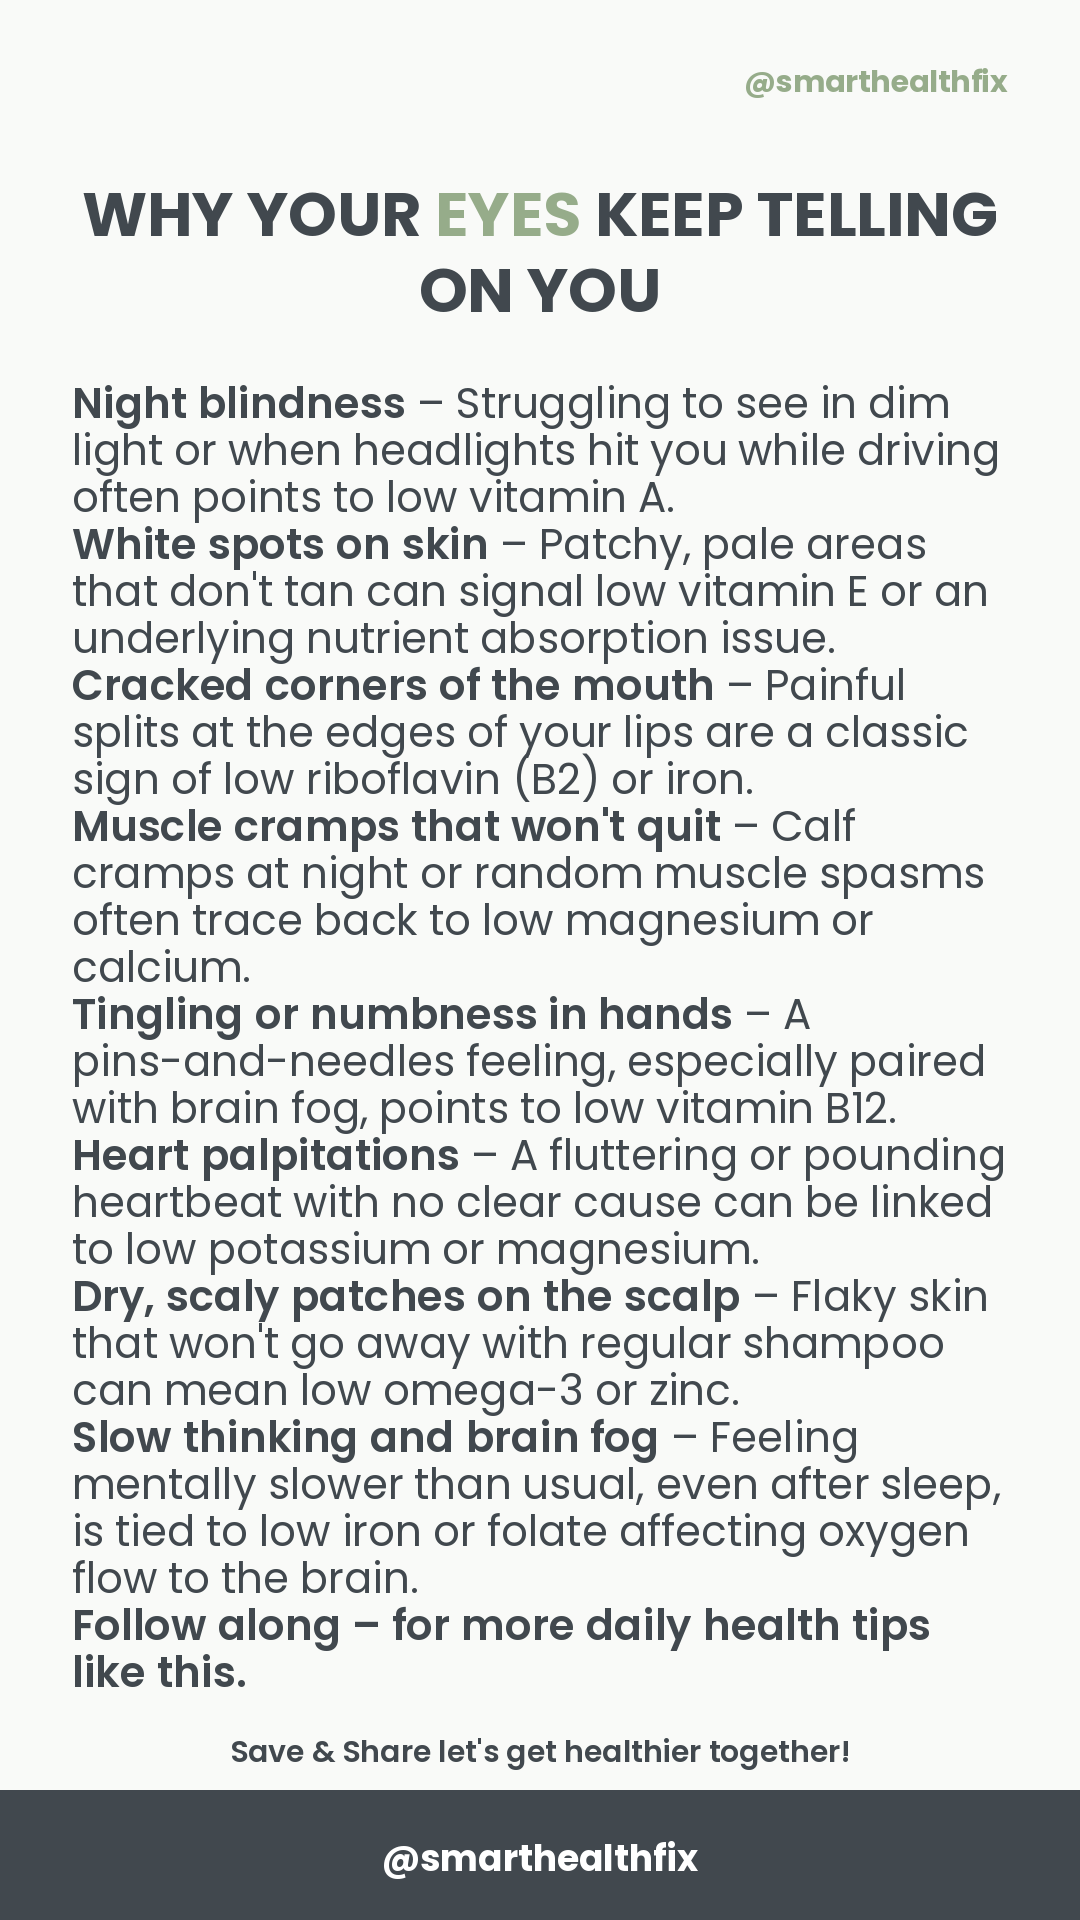 @smarthealthfix
WHY YOUR EYES KEEP TELLING
ON YOU
Night blindness – Struggling to see in dim
light or when headlights hit you while driving
often points to low vitamin A.
White spots on skin – Patchy, pale areas
that don't tan can signal low vitamin E or an
underlying nutrient absorption issue.
Cracked corners of the mouth – Painful
splits at the edges of your lips are a classic
sign of low riboflavin (B2) or iron.
Muscle cramps that won't quit – Calf
cramps at night or random muscle spasms
often trace back to low magnesium or
calcium.
Tingling or numbness in hands – A
pins-and-needles feeling, especially paired
with brain fog, points to low vitamin B12.
Heart palpitations – A fluttering or pounding
heartbeat with no clear cause can be linked
to low potassium or magnesium.
Dry, scaly patches on the scalp – Flaky skin
that won't go away with regular shampoo
can mean low omega-3 or zinc.
Slow thinking and brain fog – Feeling
mentally slower than usual, even after sleep,
is tied to low iron or folate affecting oxygen
flow to the brain.
Follow along – for more daily health tips
like this.
Save & Share let's get healthier together!
@smarthealthfix